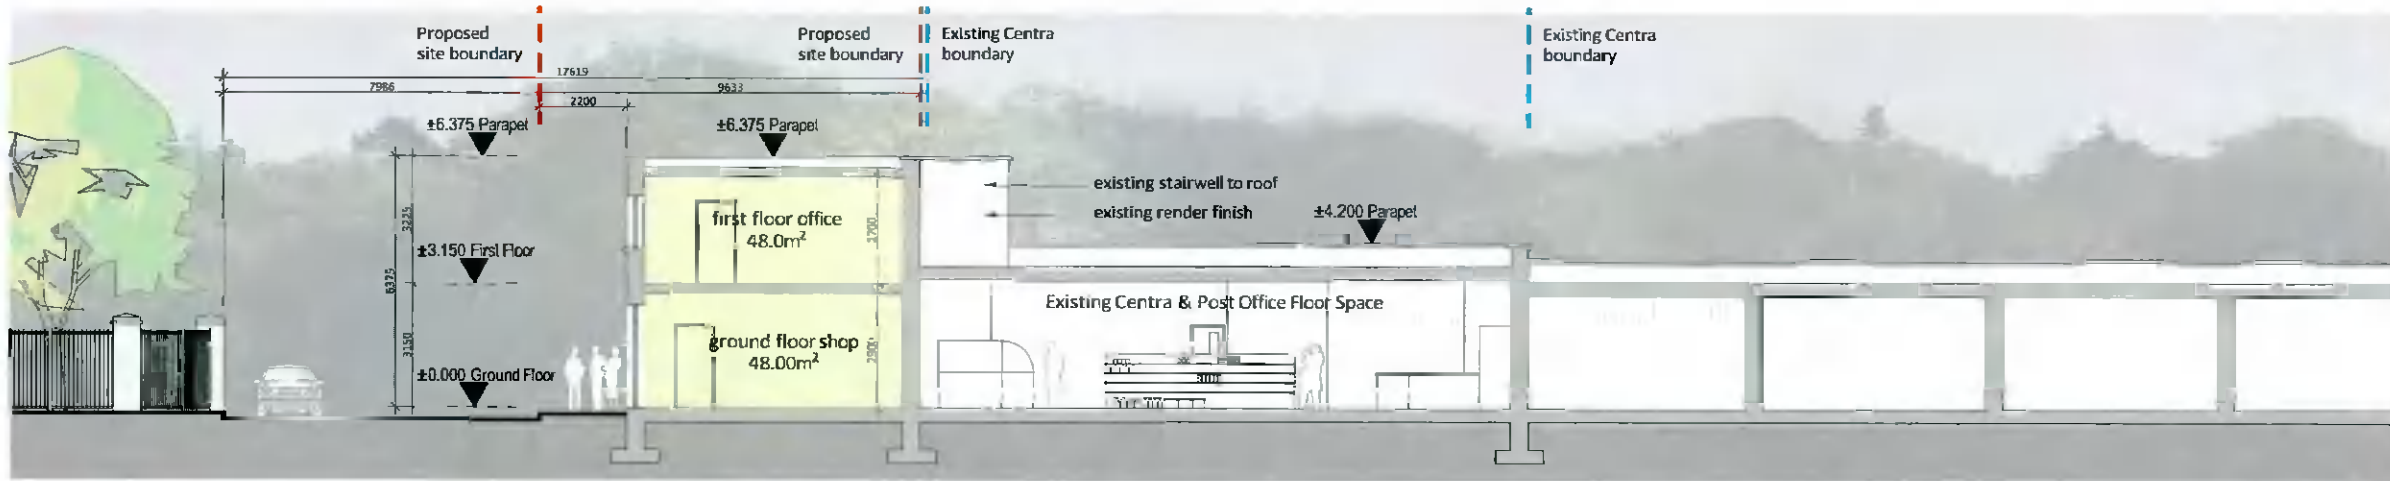 Proposed
site boundary
Proposed
site boundary
Existing Centra
boundary
Existing Centra
boundary
17619
7986
9633
2200
±6.375 Parapet
±6.375 Parapet
existing stairwell to roof
existing render finish
±4.200 Parapet
first floor office
48.0m²
±3.150 First Floor
3225
6375
3150
2700
2900
Existing Centra & Post Office Floor Space
ground floor shop
48.00m²
±0.000 Ground Floor